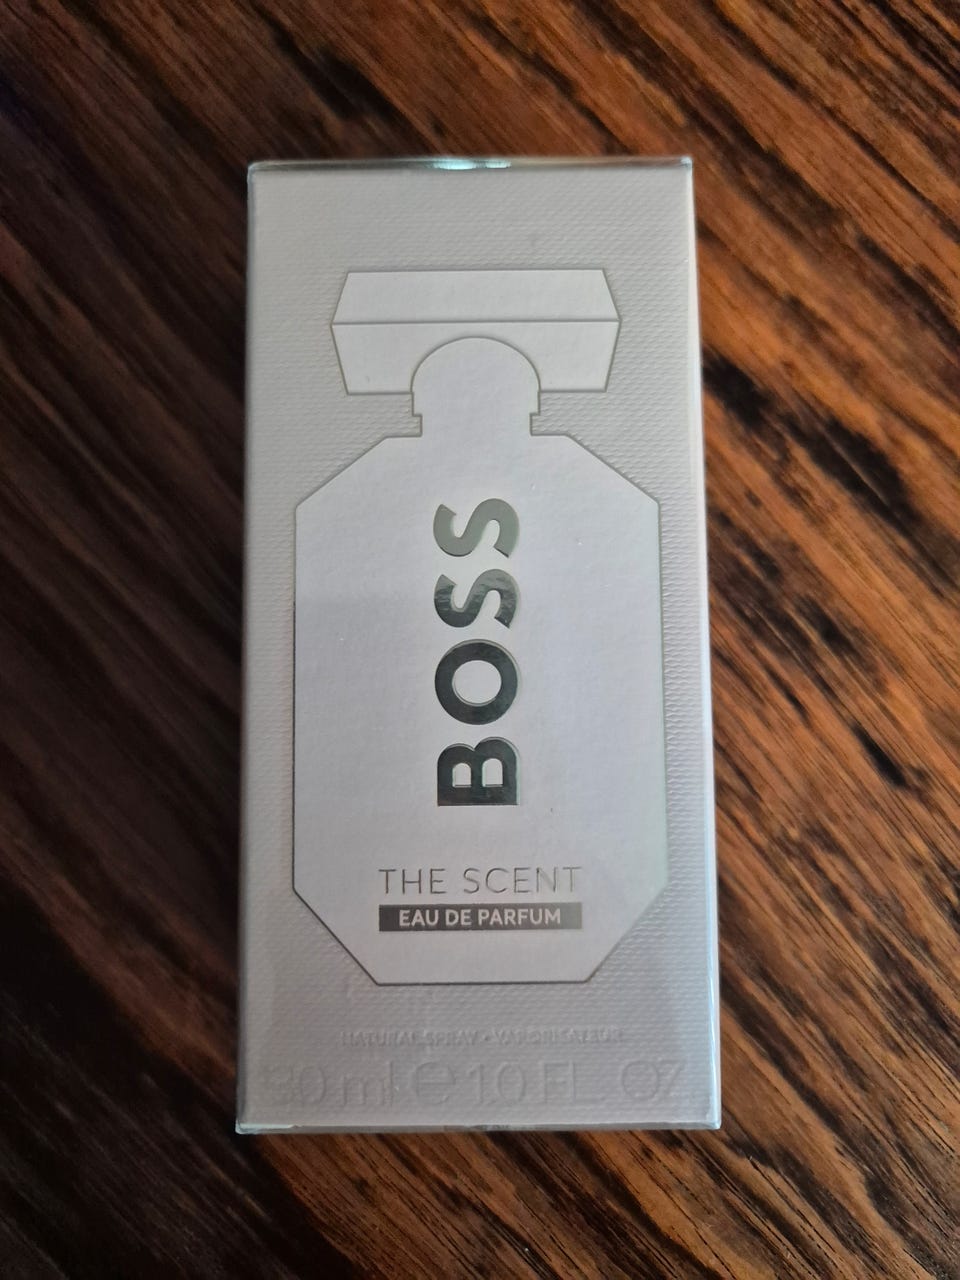 BOSS
THE SCENT
EAU DE PARFUM
NATURAL SPRAY • VAPORISATEUR
30 ml ℮ 1.0 FL. OZ